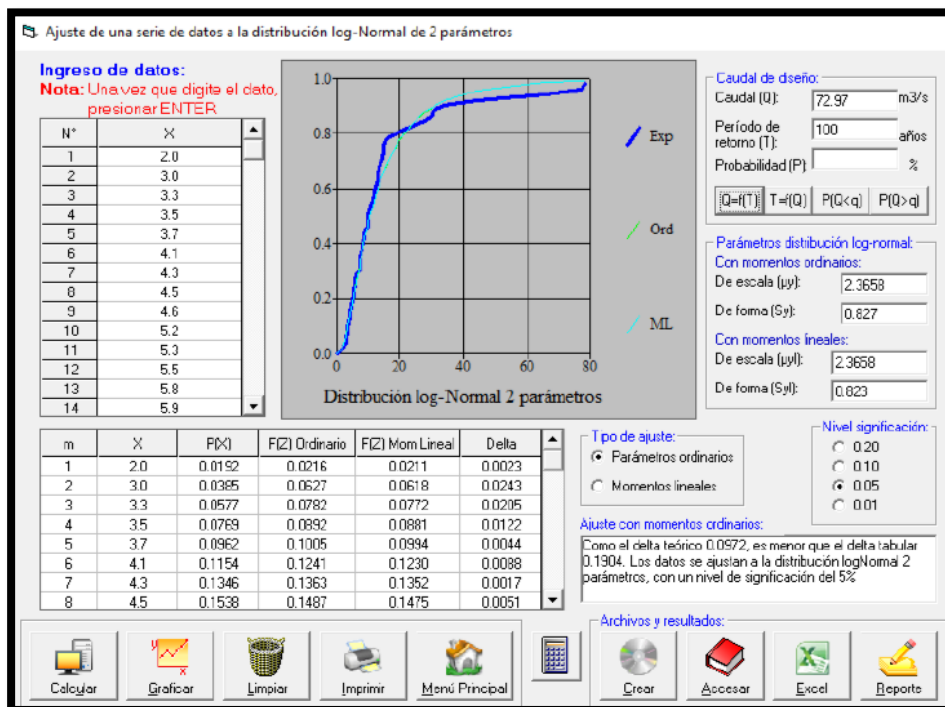 Ajuste de una serie de datos a la distribución log-Normal de 2 parámetros
Ingreso de datos:
Nota: Una vez que digite el dato,
presionar ENTER
N° X
1 2.0
2 3.0
3 3.3
4 3.5
5 3.7
6 4.1
7 4.3
8 4.5
9 4.6
10 5.2
11 5.3
12 5.5
13 5.8
14 5.9
1.0
0.8
0.6
0.4
0.2
0.0
0 20 40 60 80
Exp
Ord
ML
Distribución log-Normal 2 parámetros
Caudal de diseño:
Caudal (Q): 72.97 m3/s
Período de
retorno (T): 100 años
Probabilidad (P): %
Q=f(T) T=f(Q) P(Q<q) P(Q>q)
Parámetros distribución log-normal:
Con momentos ordinarios:
De escala (μy): 2.3658
De forma (Sy): 0.827
Con momentos lineales:
De escala (μyl): 2.3658
De forma (Syl): 0.823
m X P(X) F(Z) Ordinario F(Z) Mom Lineal Delta
1 2.0 0.0192 0.0216 0.0211 0.0023
2 3.0 0.0385 0.0627 0.0618 0.0243
3 3.3 0.0577 0.0782 0.0772 0.0205
4 3.5 0.0769 0.0892 0.0881 0.0122
5 3.7 0.0962 0.1005 0.0994 0.0044
6 4.1 0.1154 0.1241 0.1230 0.0088
7 4.3 0.1346 0.1363 0.1352 0.0017
8 4.5 0.1538 0.1487 0.1475 0.0051
Tipo de ajuste:
Parámetros ordinarios
Momentos lineales
Nivel significación:
0.20
0.10
0.05
0.01
Ajuste con momentos ordinarios:
Como el delta teórico 0.0972, es menor que el delta tabular
0.1904. Los datos se ajustan a la distribución logNormal 2
parámetros, con un nivel de significación del 5%
Calcular Graficar Limpiar Imprimir Menú Principal
Archivos y resultados:
Crear Accesar Excel Reporte